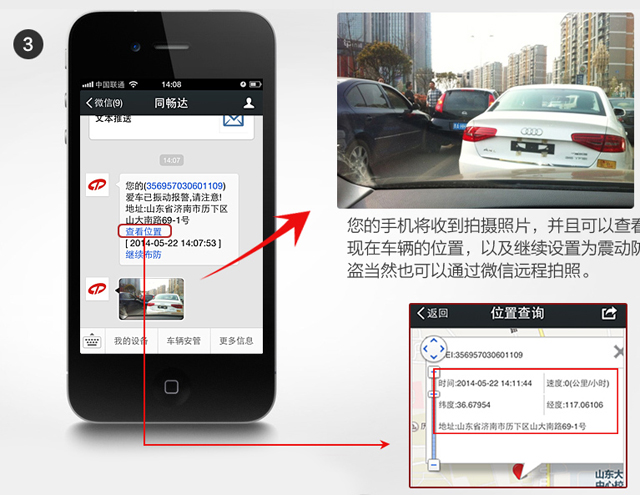 3
中国联通
14:08
微信(9)
同畅达
文本推送
14:07
您的(356957030601109)
爱车已振动报警,请注意!
地址:山东省济南市历下区
山大南路69-1号
查看位置
[ 2014-05-22 14:07:53 ]
继续布防
我的设备
车辆安管
更多信息
您的手机将收到拍摄照片，并且可以查看
现在车辆的位置，以及继续设置为震动防
盗当然也可以通过微信远程拍照。
返回
位置查询
EI:356957030601109
时间:2014-05-22 14:11:44
速度:0(公里/小时)
纬度:36.67954
经度:117.06106
地址:山东省济南市历下区山大南路69-1号
山东大
中心校